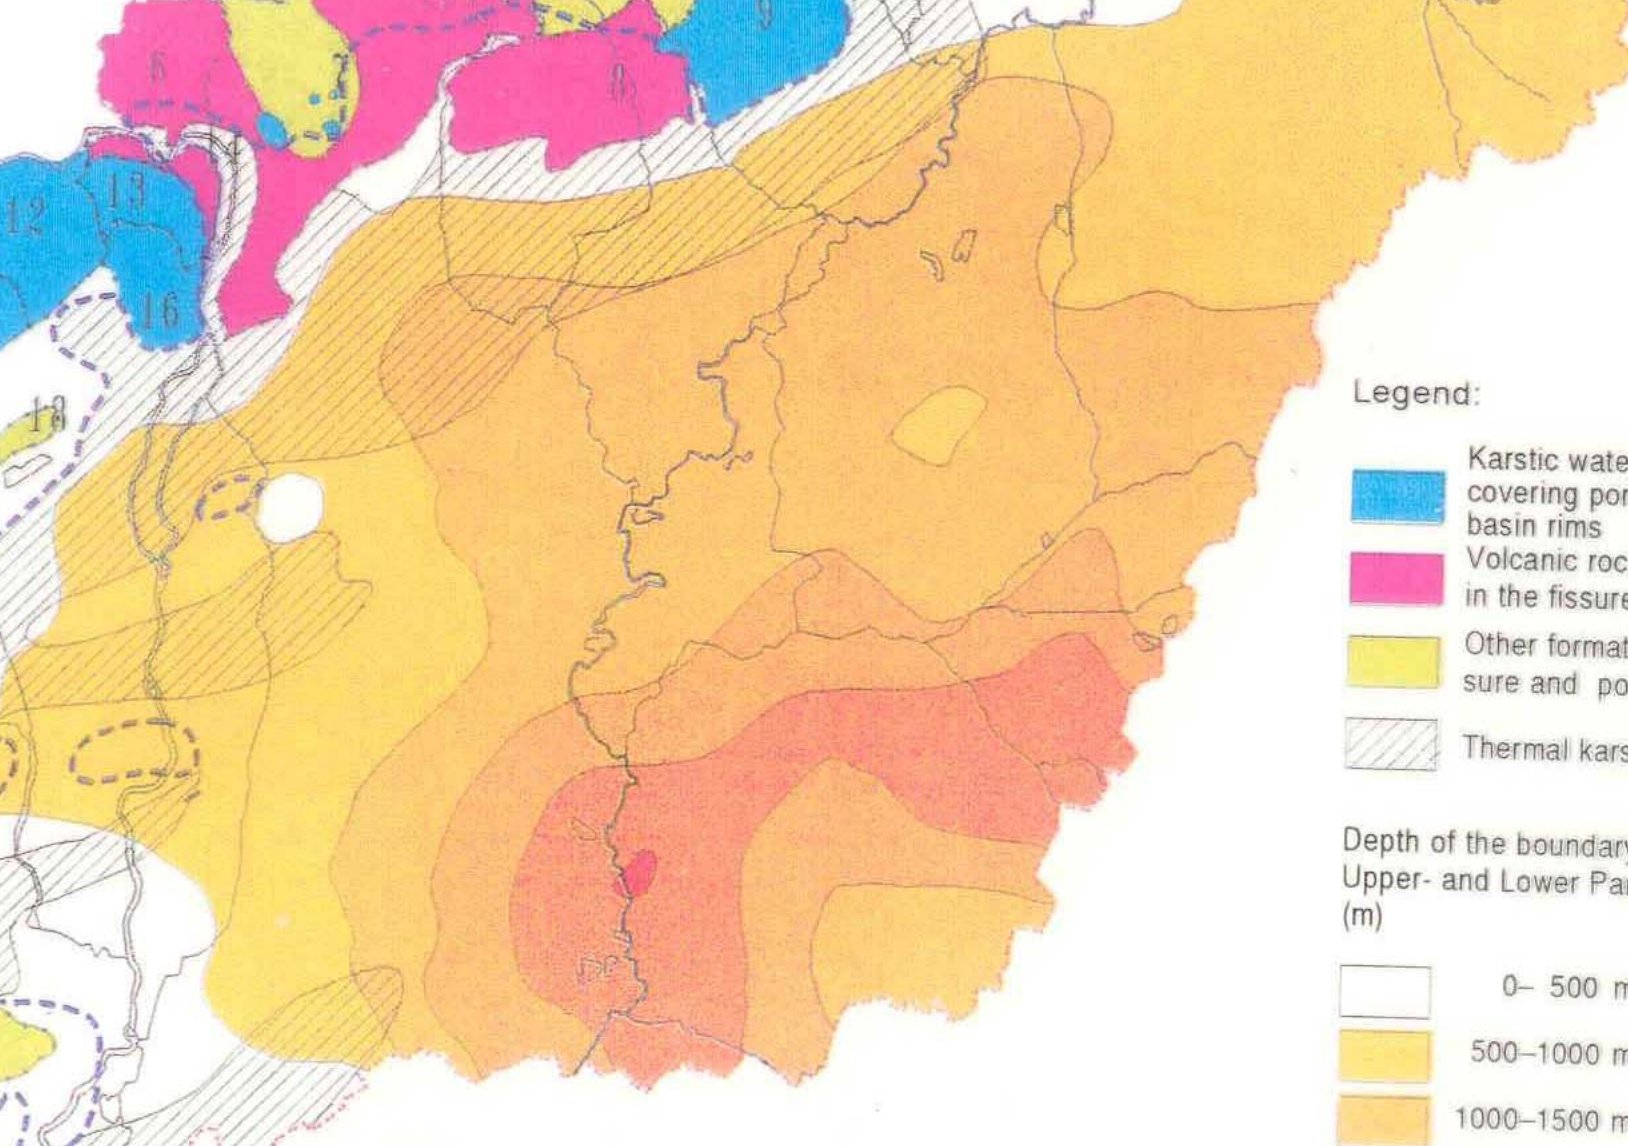 6
8
9
12
13
16
18
Legend:
Karstic wate
covering por
basin rims
Volcanic roc
in the fissure
Other format
sure and po
Thermal kars
Depth of the boundary
Upper- and Lower Pa
(m)
0– 500 m
500–1000 m
1000–1500 m